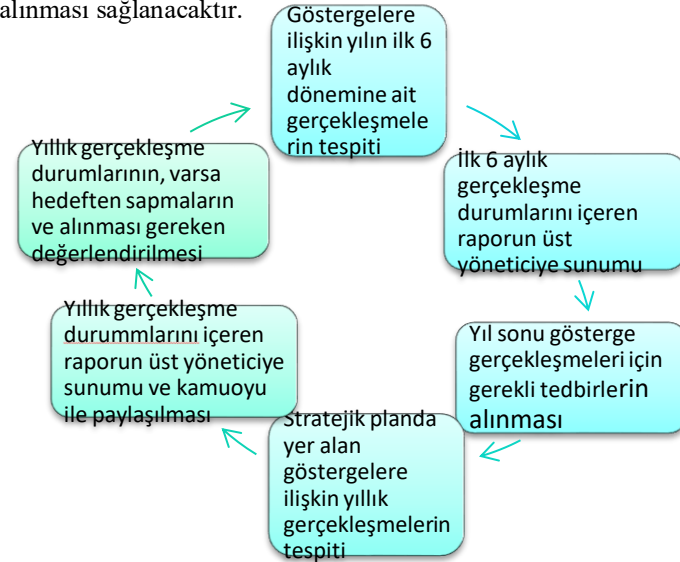 alınması sağlanacaktır.
Göstergelere
ilişkin yılın ilk 6
aylık
dönemine ait
gerçekleşmele
rin tespiti
İlk 6 aylık
gerçekleşme
durumlarını içeren
raporun üst
yöneticiye sunumu
Yıl sonu gösterge
gerçekleşmeleri için
gerekli tedbirlerin
alınması
Stratejik planda
yer alan
göstergelere
ilişkin yıllık
gerçekleşmelerin
tespiti
Yıllık gerçekleşme
durummlarını içeren
raporun üst yöneticiye
sunumu ve kamuoyu
ile paylaşılması
Yıllık gerçekleşme
durumlarının, varsa
hedeften sapmaların
ve alınması gereken
değerlendirilmesi